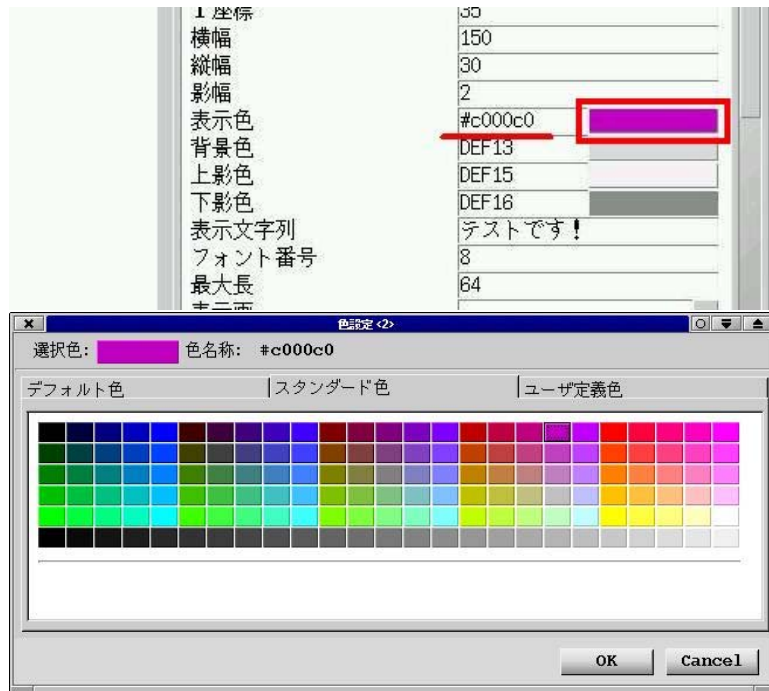 座標 35
横幅 150
縦幅 30
影幅 2
表示色 #c000c0
背景色 DEF13
上影色 DEF15
下影色 DEF16
表示文字列 テストです!
フォント番号 8
最大長 64
色設定<2>
選択色: 色名称: #c000c0
デフォルト色 スタンダード色 ユーザ定義色
OK Cancel